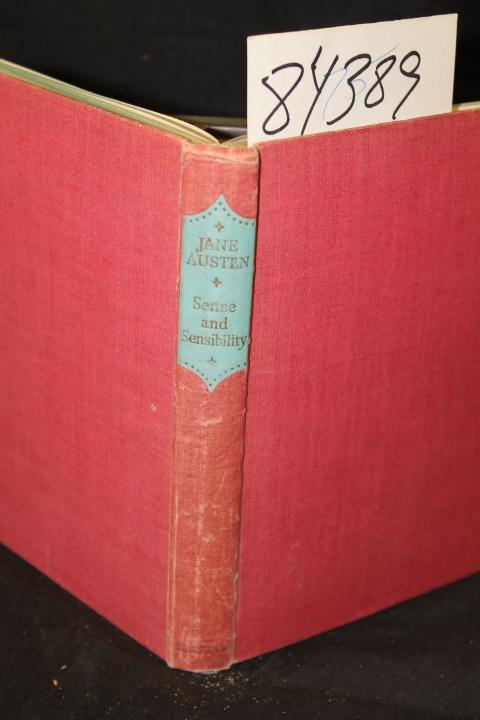 84389
JANE
AUSTEN
Sense
and
Sensibility